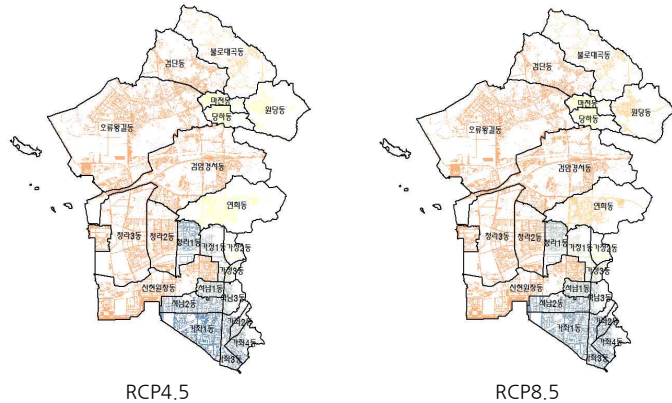 불로대곡동
검단동
마전동
원당동
당하동
오류왕길동
검암경서동
연희동
청라3동
청라2동
청라1동
가정1동
가정2동
가정3동
신현원창동
석남1동
석남2동
석남3동
가좌1동
가좌2동
가좌4동
가좌3동
RCP4.5
불로대곡동
검단동
마전동
원당동
당하동
오류왕길동
검암경서동
연희동
청라3동
청라2동
청라1동
가정1동
가정2동
가정3동
신현원창동
석남1동
석남2동
석남3동
가좌1동
가좌2동
가좌4동
가좌3동
RCP8.5